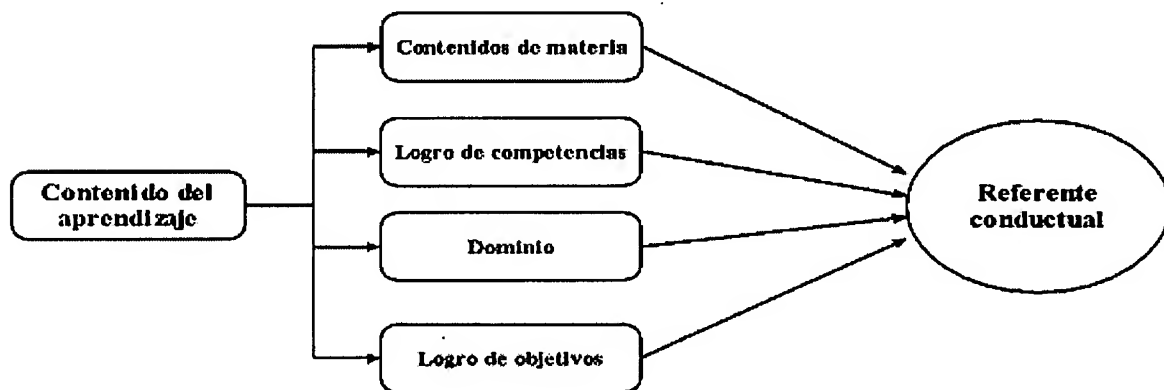 Contenidos de materia
Logro de competencias
Contenido del
aprendizaje
Dominio
Logro de objetivos
Referente
conductual